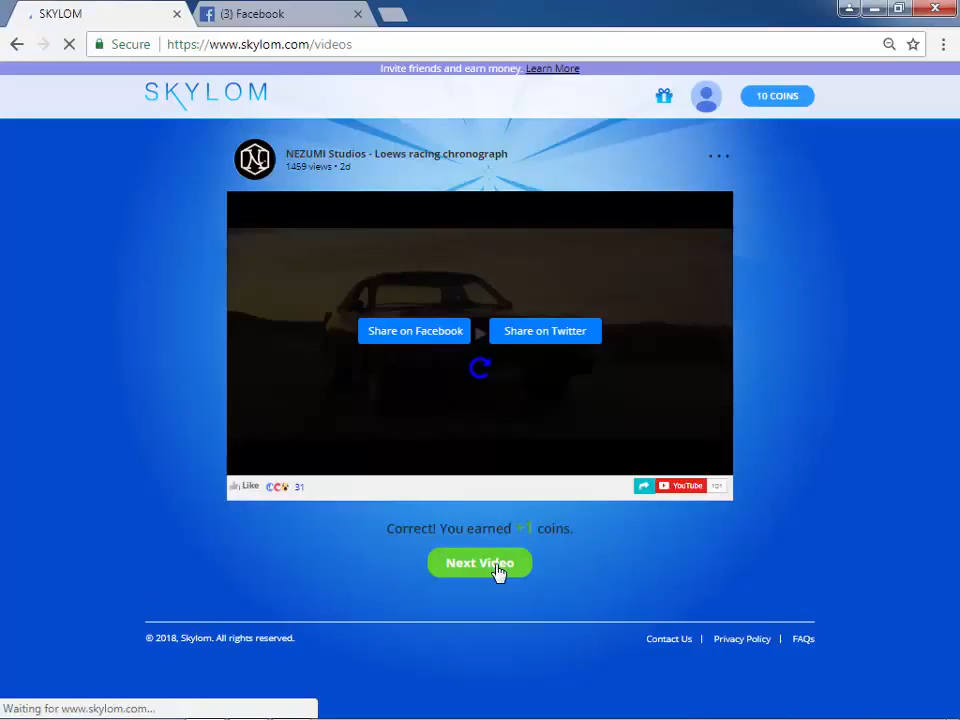 SKYLOM
(3) Facebook
Secure
https://www.skylom.com/videos
Invite friends and earn money. Learn More
SKYLOM
10 COINS
NEZUMI Studios - Loews racing chronograph
1459 views • 2d
Share on Facebook
Share on Twitter
Like
31
YouTube
Correct! You earned +1 coins.
Next Video
© 2018, Skylom. All rights reserved.
Contact Us | Privacy Policy | FAQs
Waiting for www.skylom.com...